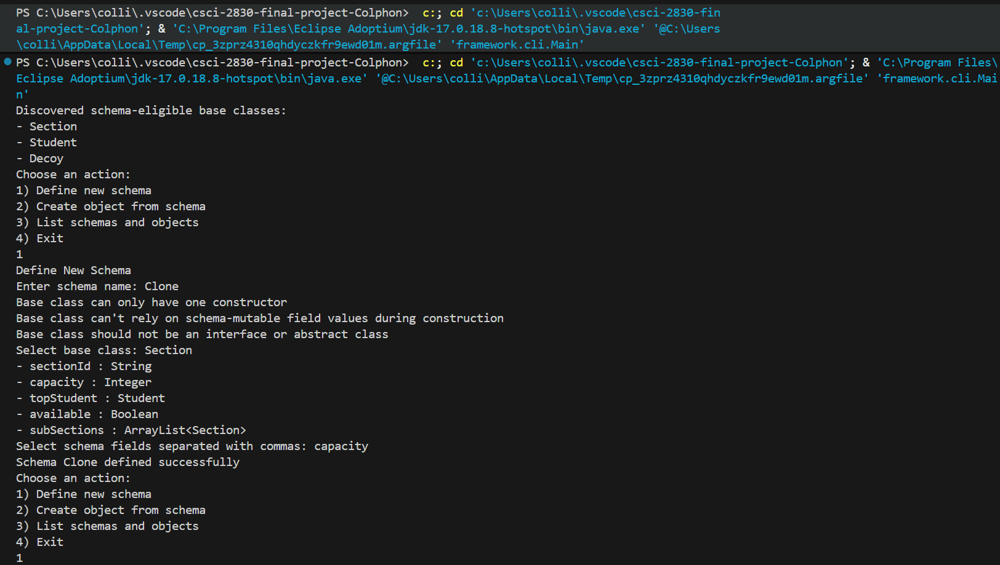 PS C:\Users\colli\.vscode\csci-2830-final-project-Colphon>  c:; cd 'c:\Users\colli\.vscode\csci-2830-fin
al-project-Colphon'; & 'C:\Program Files\Eclipse Adoptium\jdk-17.0.18.8-hotspot\bin\java.exe' '@C:\Users
\colli\AppData\Local\Temp\cp_3zprz4310qhdyczkfr9ewd01m.argfile' 'framework.cli.Main'
PS C:\Users\colli\.vscode\csci-2830-final-project-Colphon>  c:; cd 'c:\Users\colli\.vscode\csci-2830-final-project-Colphon'; & 'C:\Program Files\
Eclipse Adoptium\jdk-17.0.18.8-hotspot\bin\java.exe' '@C:\Users\colli\AppData\Local\Temp\cp_3zprz4310qhdyczkfr9ewd01m.argfile' 'framework.cli.Mai
n'
Discovered schema-eligible base classes:
- Section
- Student
- Decoy
Choose an action:
1) Define new schema
2) Create object from schema
3) List schemas and objects
4) Exit
1
Define New Schema
Enter schema name: Clone
Base class can only have one constructor
Base class can't rely on schema-mutable field values during construction
Base class should not be an interface or abstract class
Select base class: Section
- sectionId : String
- capacity : Integer
- topStudent : Student
- available : Boolean
- subSections : ArrayList<Section>
Select schema fields separated with commas: capacity
Schema Clone defined successfully
Choose an action:
1) Define new schema
2) Create object from schema
3) List schemas and objects
4) Exit
1